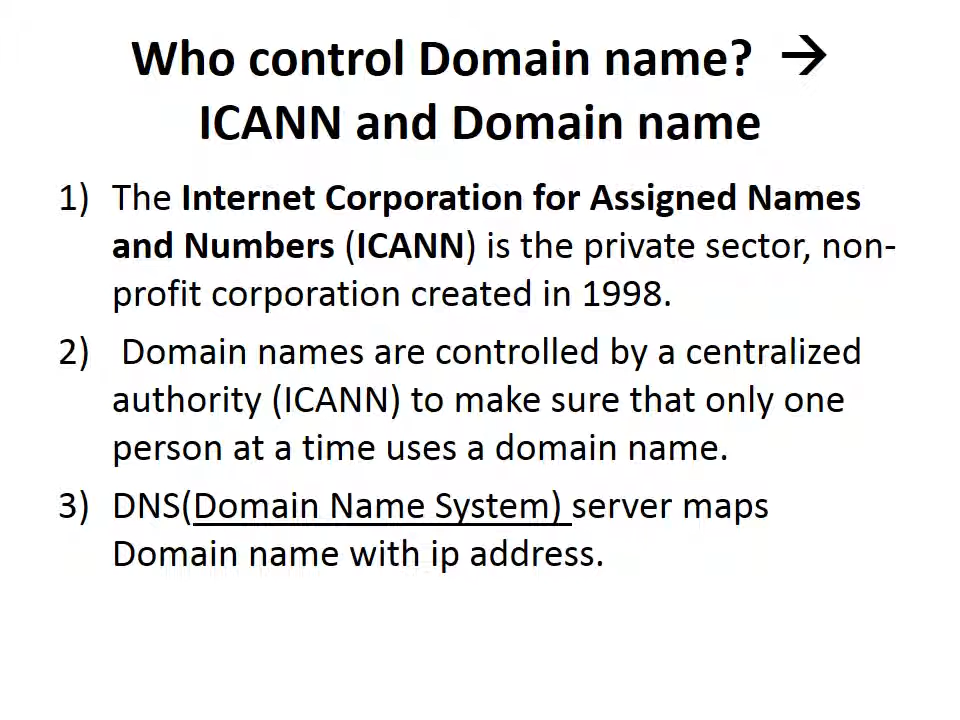 Who control Domain name? →
ICANN and Domain name
1) The Internet Corporation for Assigned Names
and Numbers (ICANN) is the private sector, non-
profit corporation created in 1998.
2) Domain names are controlled by a centralized
authority (ICANN) to make sure that only one
person at a time uses a domain name.
3) DNS(Domain Name System) server maps
Domain name with ip address.